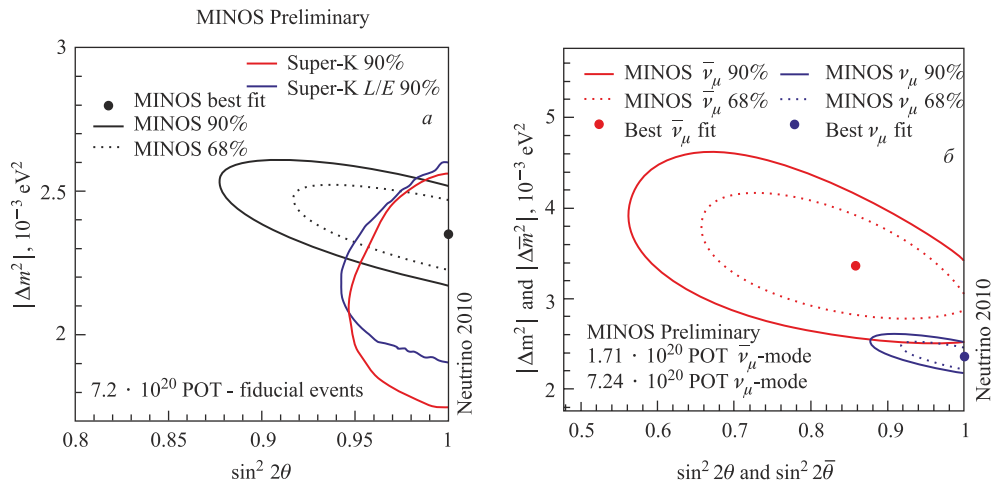 MINOS Preliminary
3
2.5
2
|Δm²|, 10⁻³ eV²
Super-K 90%
Super-K L/E 90%
MINOS best fit
MINOS 90%
MINOS 68%
a
7.2 · 10²⁰ POT - fiducial events
Neutrino 2010
0.8 0.85 0.9 0.95 1
sin² 2θ
|Δm²| and |Δm̅²|, 10⁻³ eV²
5
4
3
2
MINOS ν̅μ 90%
MINOS ν̅μ 68%
Best ν̅μ fit
MINOS νμ 90%
MINOS νμ 68%
Best νμ fit
б
MINOS Preliminary
1.71 · 10²⁰ POT ν̅μ-mode
7.24 · 10²⁰ POT νμ-mode
Neutrino 2010
0.5 0.6 0.7 0.8 0.9 1
sin² 2θ and sin² 2θ̅